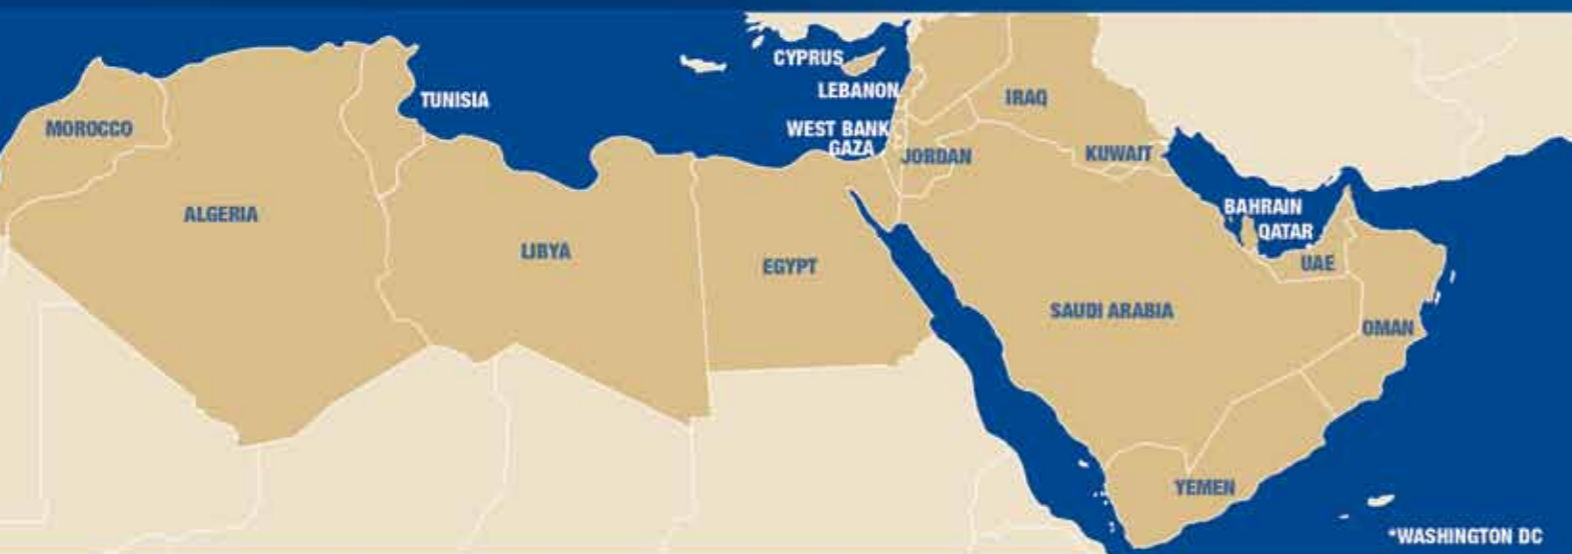 CYPRUS
LEBANON
IRAQ
TUNISIA
MOROCCO
WEST BANK
GAZA
JORDAN
KUWAIT
ALGERIA
BAHRAIN
QATAR
LIBYA
EGYPT
UAE
SAUDI ARABIA
OMAN
YEMEN
*WASHINGTON DC